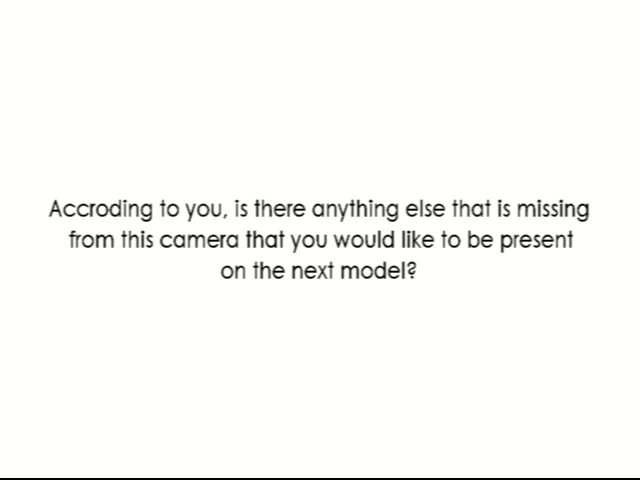 Accroding to you, is there anything else that is missing
from this camera that you would like to be present
on the next model?